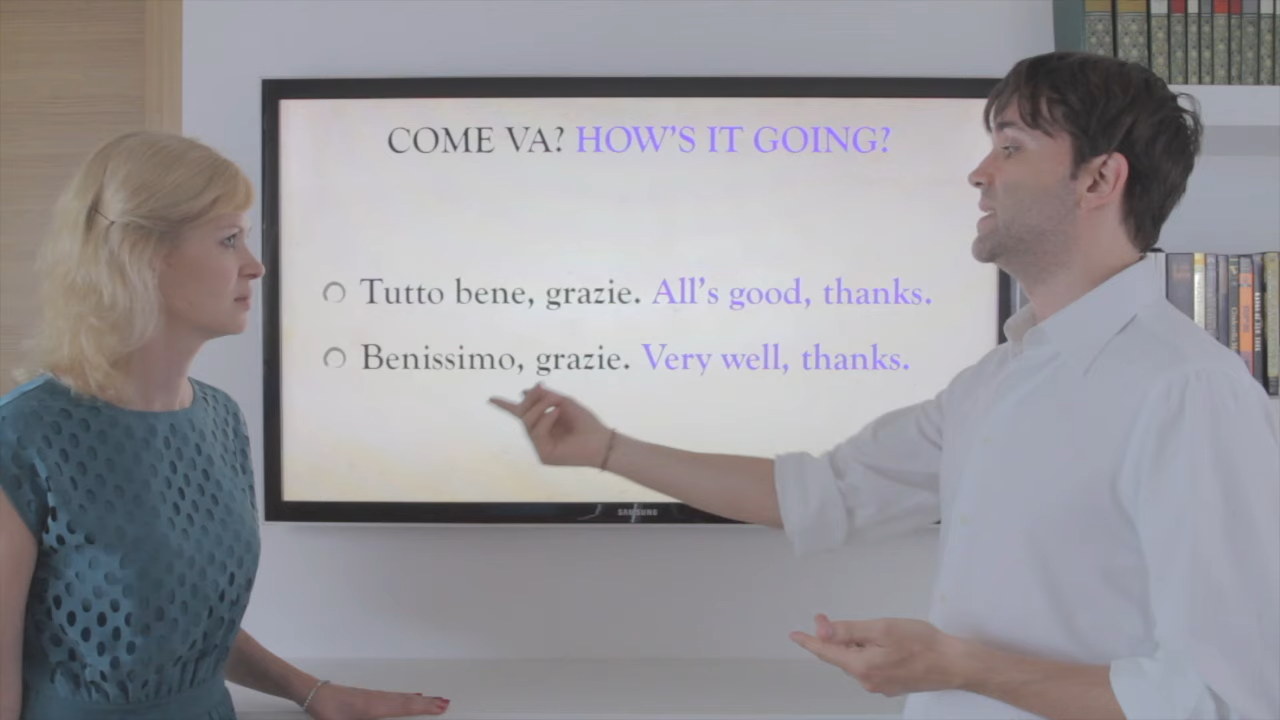 COME VA? HOW'S IT GOING?
Tutto bene, grazie. All's good, thanks.
Benissimo, grazie. Very well, thanks.
SAMSUNG